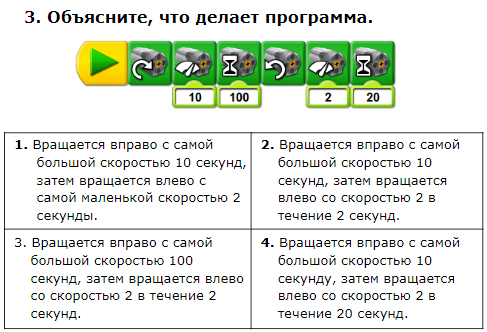 3. Объясните, что делает программа.
10 100 2 20
1. Вращается вправо с самой
большой скоростью 10 секунд,
затем вращается влево с
самой маленькой скоростью 2
секунды.
2. Вращается вправо с самой
большой скоростью 10
секунд, затем вращается
влево со скоростью 2 в
течение 2 секунд.
3. Вращается вправо с самой
большой скоростью 100
секунд, затем вращается влево
со скоростью 2 в течение 2
секунд.
4. Вращается вправо с самой
большой скоростью 10
секунду, затем вращается
влево со скоростью 2 в
течение 20 секунд.